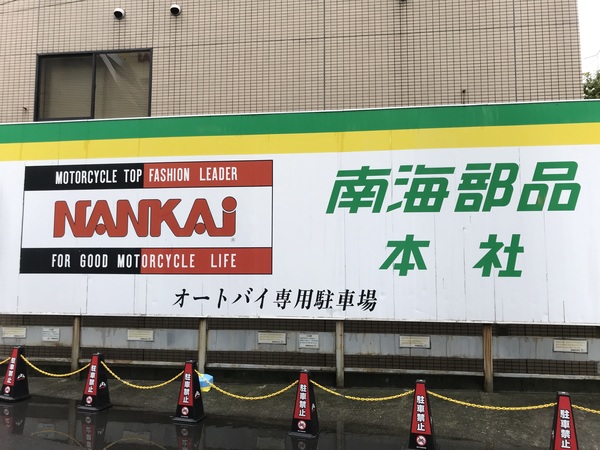 MOTORCYCLE TOP FASHION LEADER
NANKAi
FOR GOOD MOTORCYCLE LIFE
南海部品
本社
オートバイ専用駐車場
駐車禁止
駐車禁止
駐車禁止
駐車禁止
駐車禁止
駐車禁止